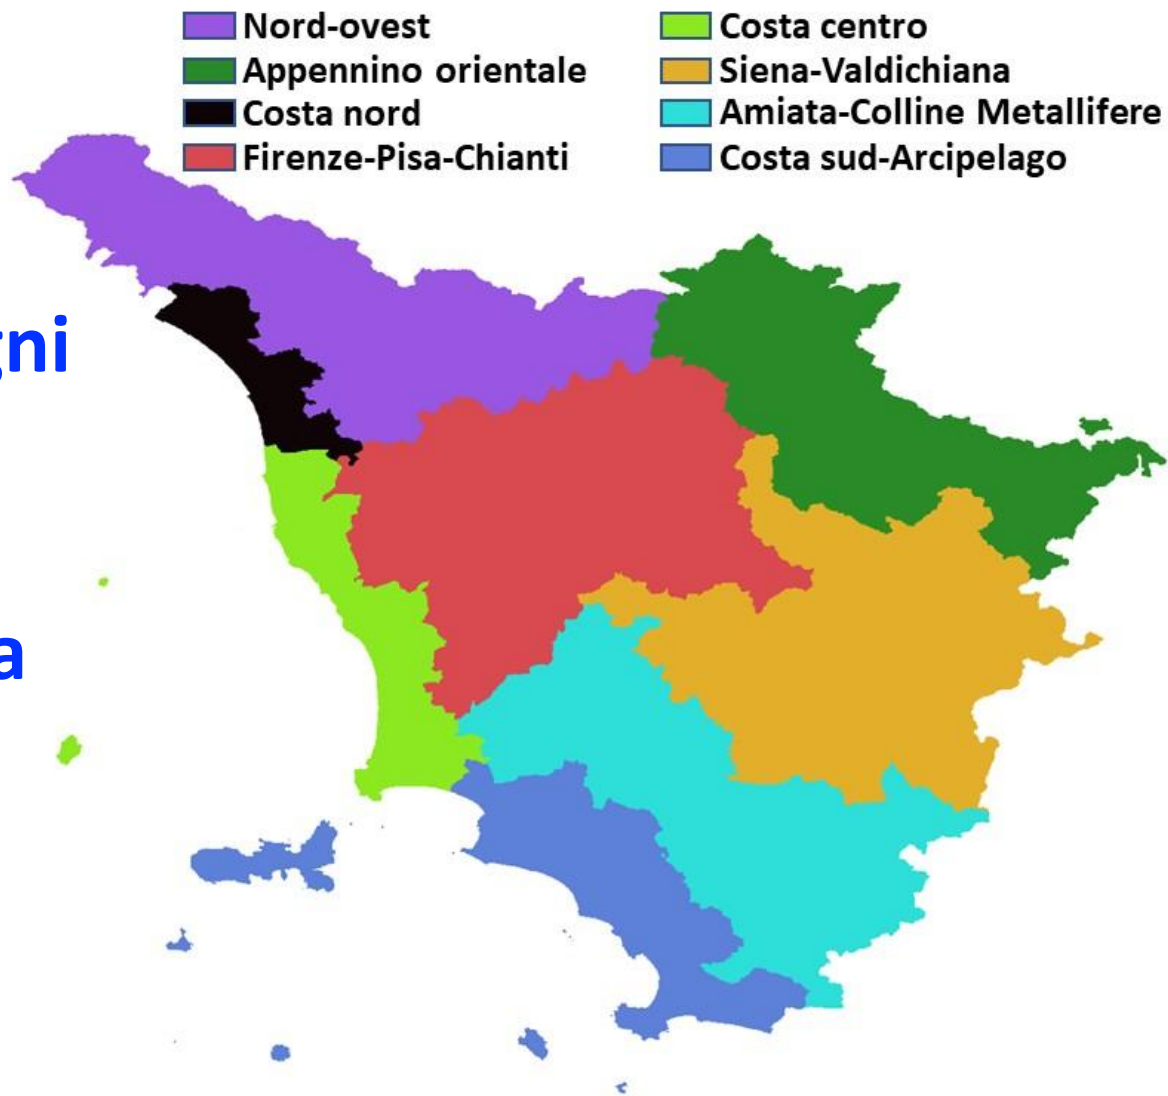 Nord-ovest
Appennino orientale
Costa nord
Firenze-Pisa-Chianti
Costa centro
Siena-Valdichiana
Amiata-Colline Metallifere
Costa sud-Arcipelago
gni
a